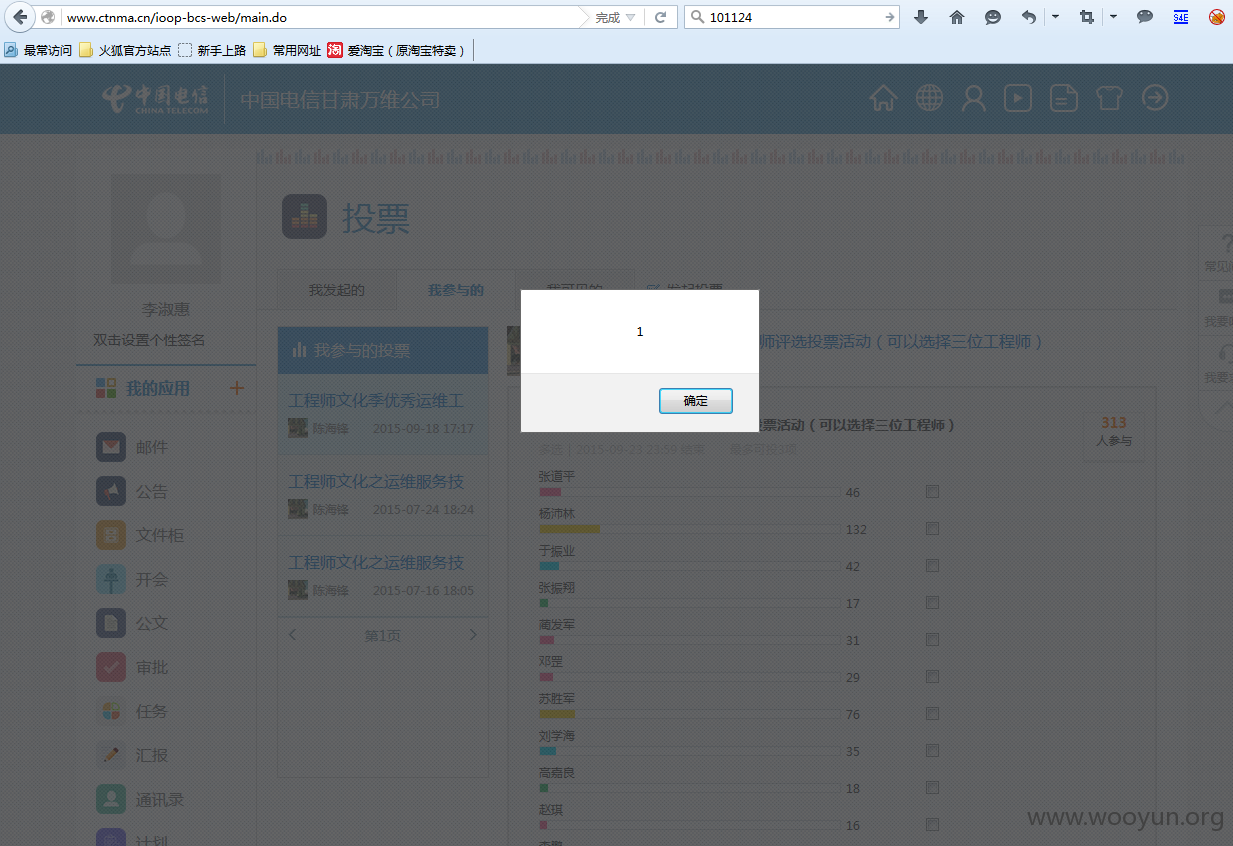 www.ctnma.cn/ioop-bcs-web/main.do
完成
101124
S4E
最常访问
火狐官方站点
新手上路
常用网址
淘
爱淘宝（原淘宝特卖）
中国电信
CHINA TELECOM
中国电信甘肃万维公司
李淑惠
双击设置个性签名
我的应用
邮件
公告
文件柜
开会
公文
审批
任务
汇报
通讯录
计划
投票
我发起的
我参与的
我可见的
发起投票
我参与的投票
工程师文化季优秀运维工
陈海锋
2015-09-18 17:17
工程师文化之运维服务技
陈海锋
2015-07-24 18:24
工程师文化之运维服务技
陈海锋
2015-07-16 18:05
第1页
师评选投票活动（可以选择三位工程师）
1
确定
票活动（可以选择三位工程师）
多选 | 2015-09-23 23:59 结束
最多可投3项
313
人参与
张道平
46
杨沛林
132
于振业
42
张振栩
17
蔺发军
31
邓罡
29
苏胜军
76
刘学海
35
高嘉良
18
赵琪
16
常见问
我要
我要
www.wooyun.org